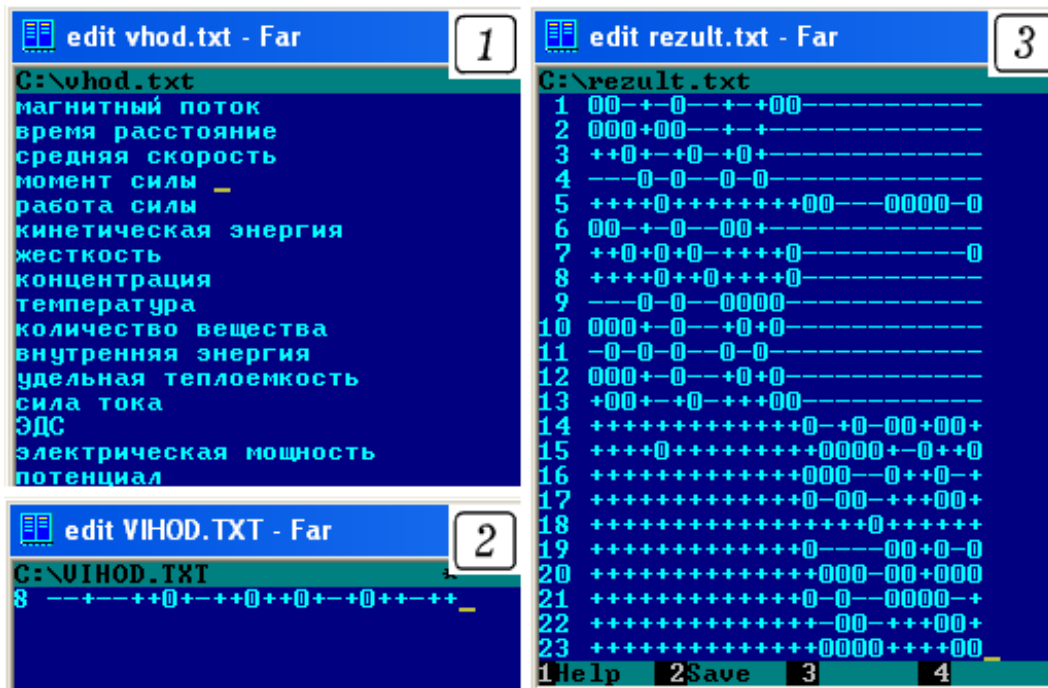 edit vhod.txt - Far
1
C:\vhod.txt
магнитный поток
время расстояние
средняя скорость
момент силы _
работа силы
кинетическая энергия
жесткость
концентрация
температура
количество вещества
внутренняя энергия
удельная теплоемкость
сила тока
ЭДС
электрическая мощность
потенциал
edit VIHOD.TXT - Far
2
C:\VIHOD.TXT *
8 --+--++0+-++0++0+-+0++-++_
edit rezult.txt - Far
3
C:\rezult.txt
1 00-+-0--+-+00-----------
2 000+00--+-+-------------
3 ++0+-+0-+0+-------------
4 ---0-0--0-0-------------
5 ++++0++++++++00---0000-0
6 00-+-0--00+-------------
7 ++0+0+0-++++0----------0
8 ++++0++0++++0-----------
9 ---0-0--0000------------
10 000+-0--+0+0------------
11 -0-0-0--0-0-------------
12 000+-0--+0+0------------
13 +00+-+0-+++00-----------
14 +++++++++++++0-+0-00+00+
15 ++++0+++++++++0000+-0++0
16 +++++++++++++000--0++0-+
17 +++++++++++++0-00-+++00+
18 +++++++++++++++++0++++++
19 +++++++++++++0----00+0-0
20 ++++++++++++++000-00+000
21 +++++++++++++0-0--0000-+
22 ++++++++++++++-00-+++00+
23 ++++++++++++++0000++++00_
1Help 2Save 3 4